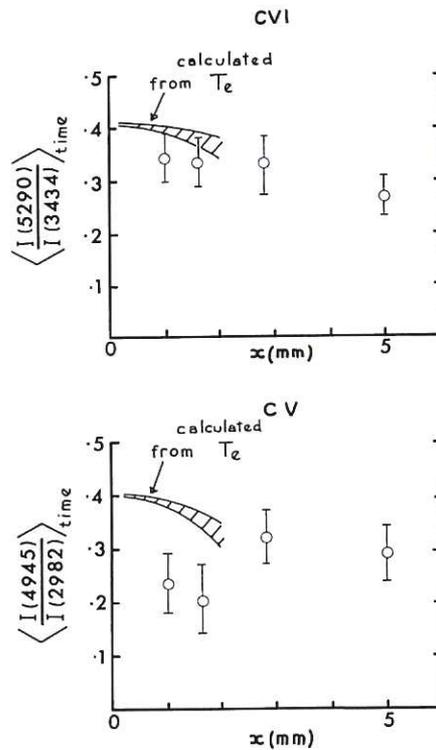 CVI
.5
.4
.3
.2
.1
0
5
x(mm)
calculated
from Te
⟨I(5290)/I(3434)⟩time
CV
.5
.4
.3
.2
.1
0
5
x(mm)
calculated
from Te
⟨I(4945)/I(2982)⟩time